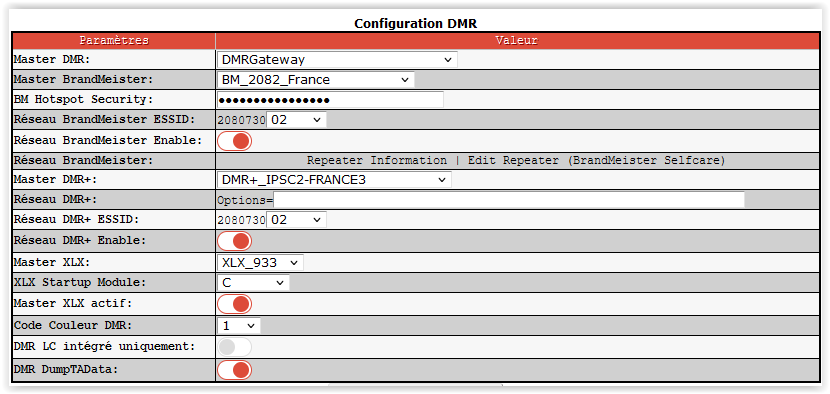 Configuration DMR
Paramètres Valeur
Master DMR: DMRGateway
Master BrandMeister: BM_2082_France
BM Hotspot Security: ••••••••••••••••
Réseau BrandMeister ESSID: 2080730 02
Réseau BrandMeister Enable:
Réseau BrandMeister: Repeater Information | Edit Repeater (BrandMeister Selfcare)
Master DMR+: DMR+_IPSC2-FRANCE3
Réseau DMR+: Options=
Réseau DMR+ ESSID: 2080730 02
Réseau DMR+ Enable:
Master XLX: XLX_933
XLX Startup Module: C
Master XLX actif:
Code Couleur DMR: 1
DMR LC intégré uniquement:
DMR DumpTAData: